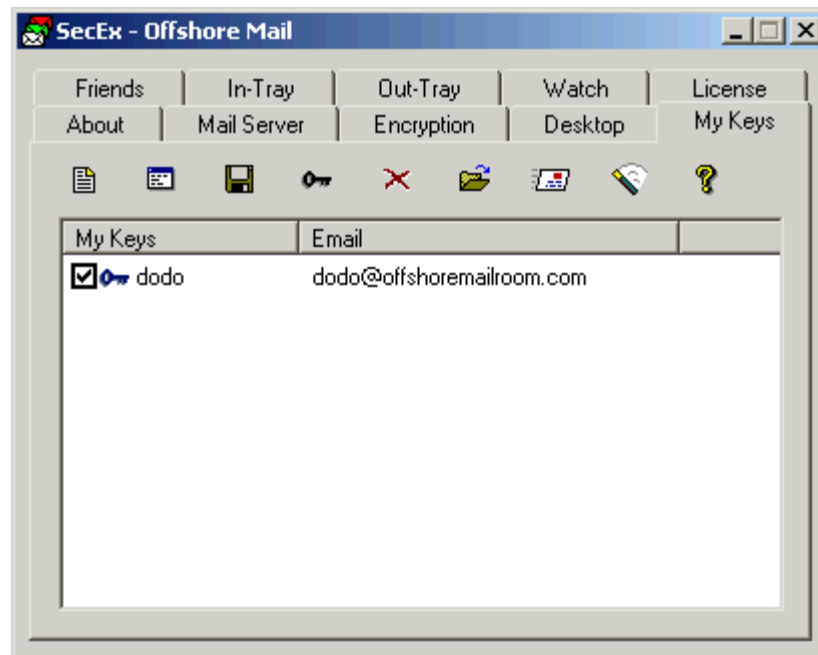 SecEx - Offshore Mail
Friends In-Tray Out-Tray Watch License
About Mail Server Encryption Desktop My Keys
My Keys Email
dodo dodo@offshoremailroom.com